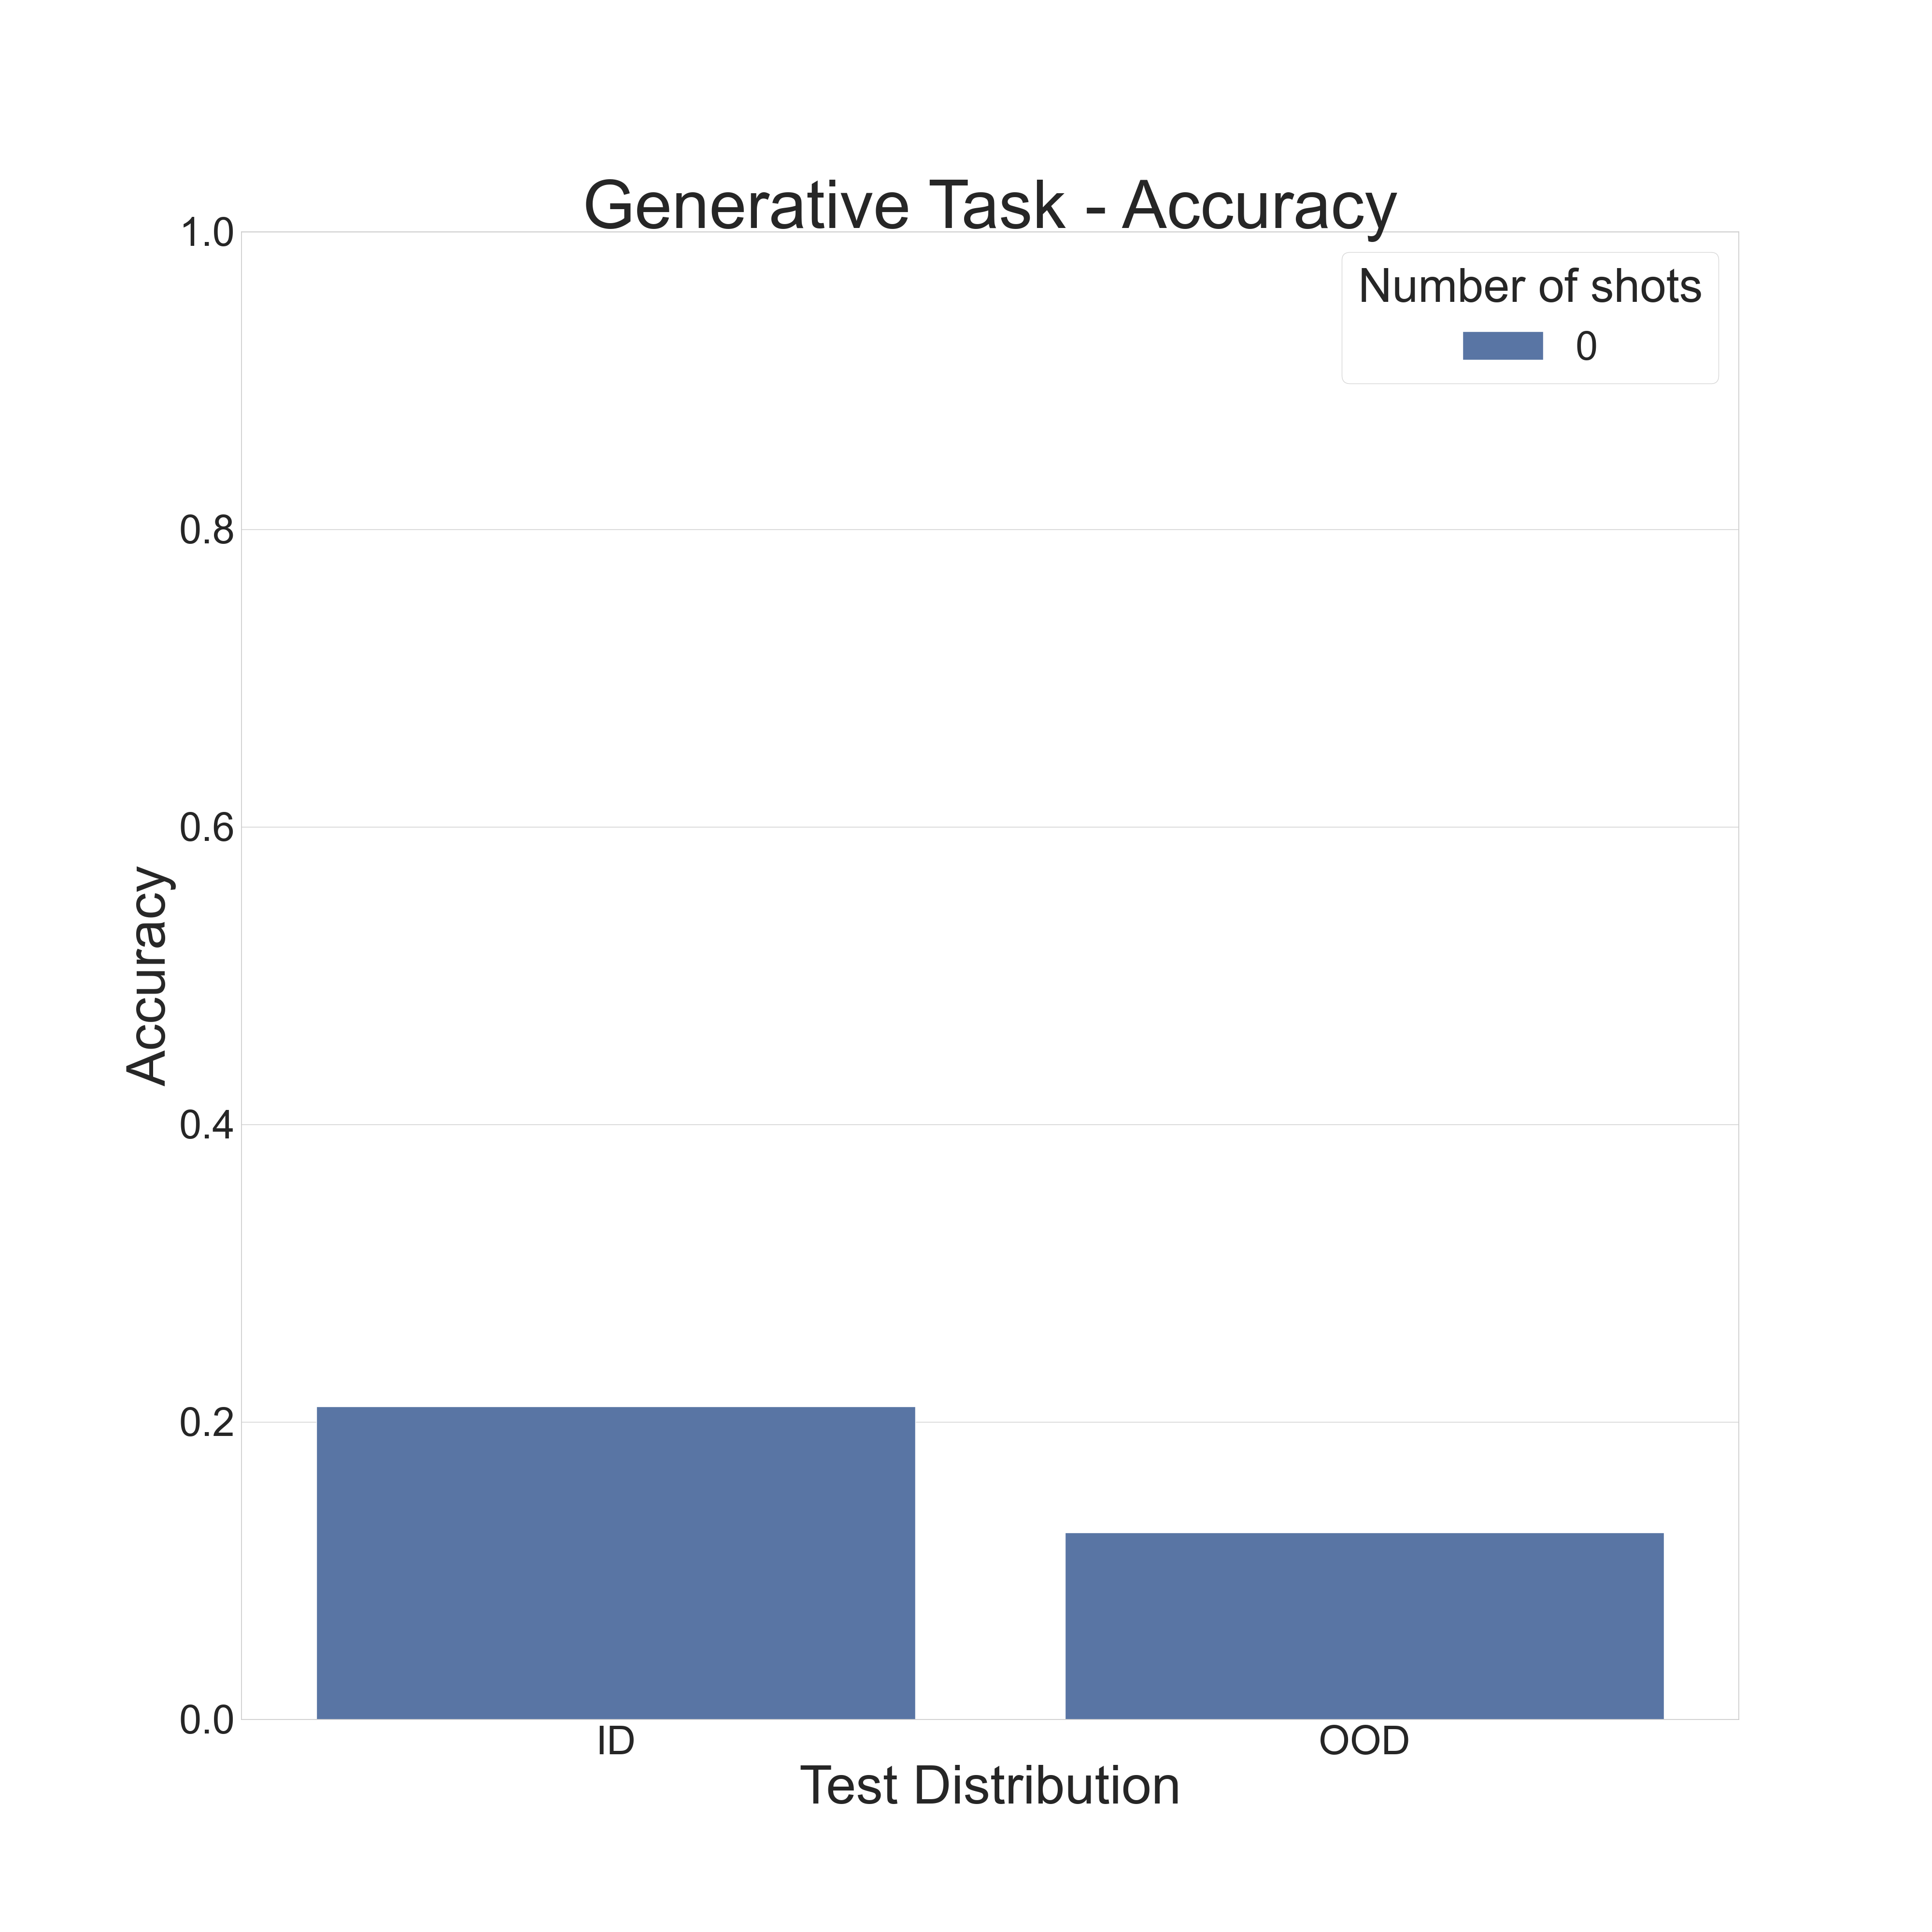 Generative Task - Accuracy
1.0
Number of shots
0
0.8
0.6
Accuracy
0.4
0.2
0.0
ID OOD
Test Distribution